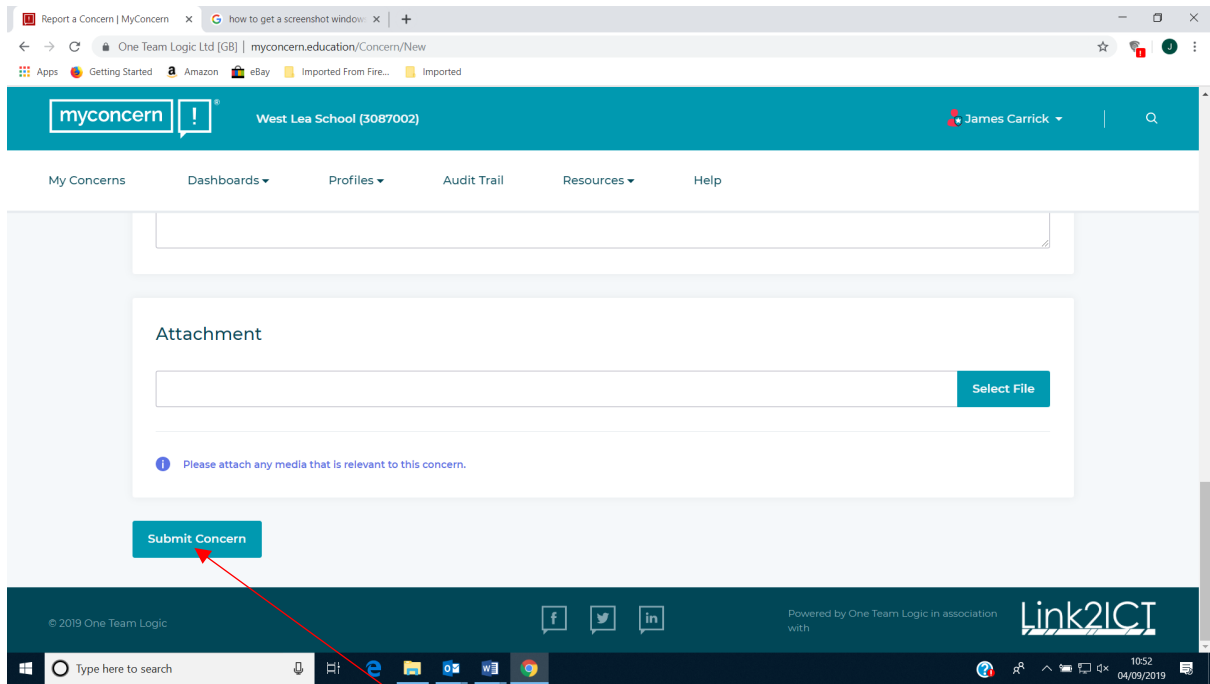 Report a Concern | MyConcern
how to get a screenshot window
One Team Logic Ltd [GB] | myconcern.education/Concern/New
J
Apps Getting Started Amazon eBay Imported From Fire... Imported
myconcern ! ® West Lea School (3087002) James Carrick
My Concerns Dashboards Profiles Audit Trail Resources Help
Attachment
Select File
Please attach any media that is relevant to this concern.
Submit Concern
© 2019 One Team Logic
Powered by One Team Logic in association
with
Link2ICT
Type here to search
10:52
04/09/2019